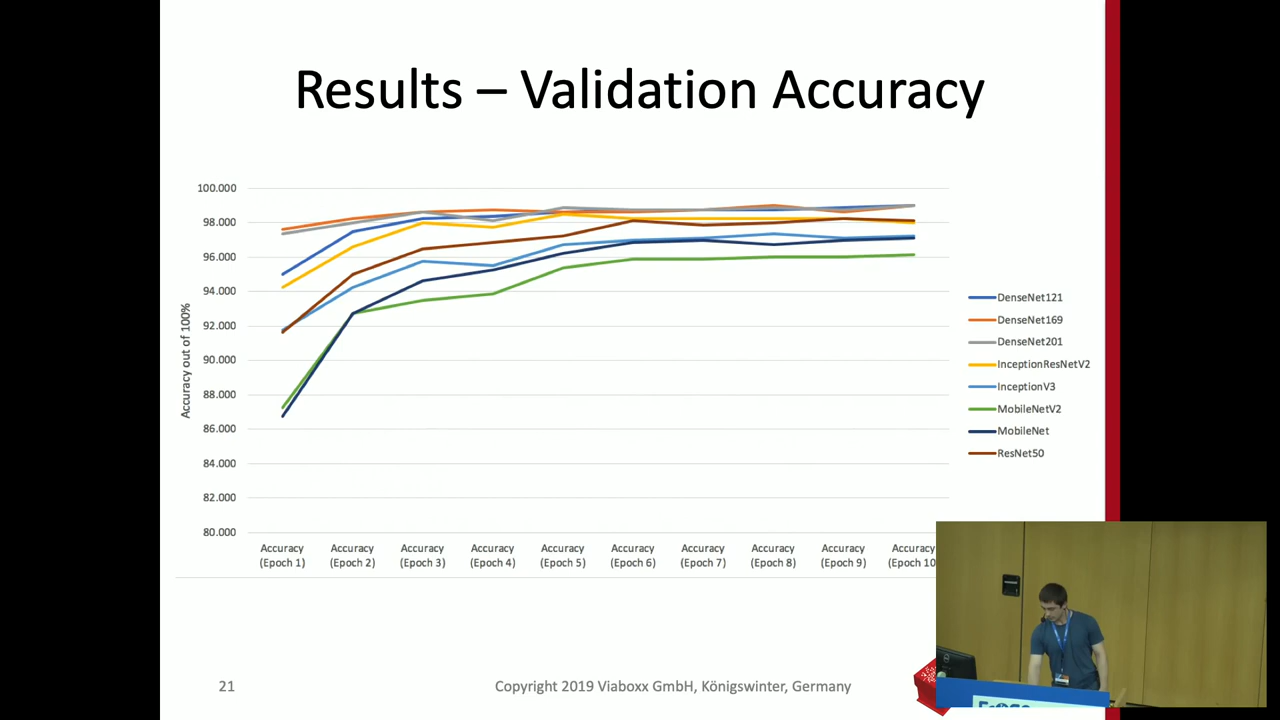 Results – Validation Accuracy
100.000
98.000
96.000
94.000
92.000
90.000
88.000
86.000
84.000
82.000
80.000
Accuracy out of 100%
Accuracy
(Epoch 1)
Accuracy
(Epoch 2)
Accuracy
(Epoch 3)
Accuracy
(Epoch 4)
Accuracy
(Epoch 5)
Accuracy
(Epoch 6)
Accuracy
(Epoch 7)
Accuracy
(Epoch 8)
Accuracy
(Epoch 9)
Accuracy
(Epoch 10
DenseNet121
DenseNet169
DenseNet201
InceptionResNetV2
InceptionV3
MobileNetV2
MobileNet
ResNet50
21
Copyright 2019 Viaboxx GmbH, Königswinter, Germany